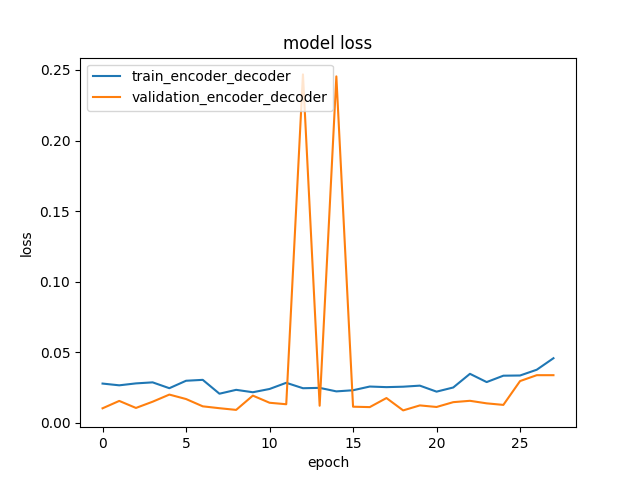 model loss
train_encoder_decoder
validation_encoder_decoder
0.25
0.20
0.15
0.10
0.05
0.00
loss
0 5 10 15 20 25
epoch